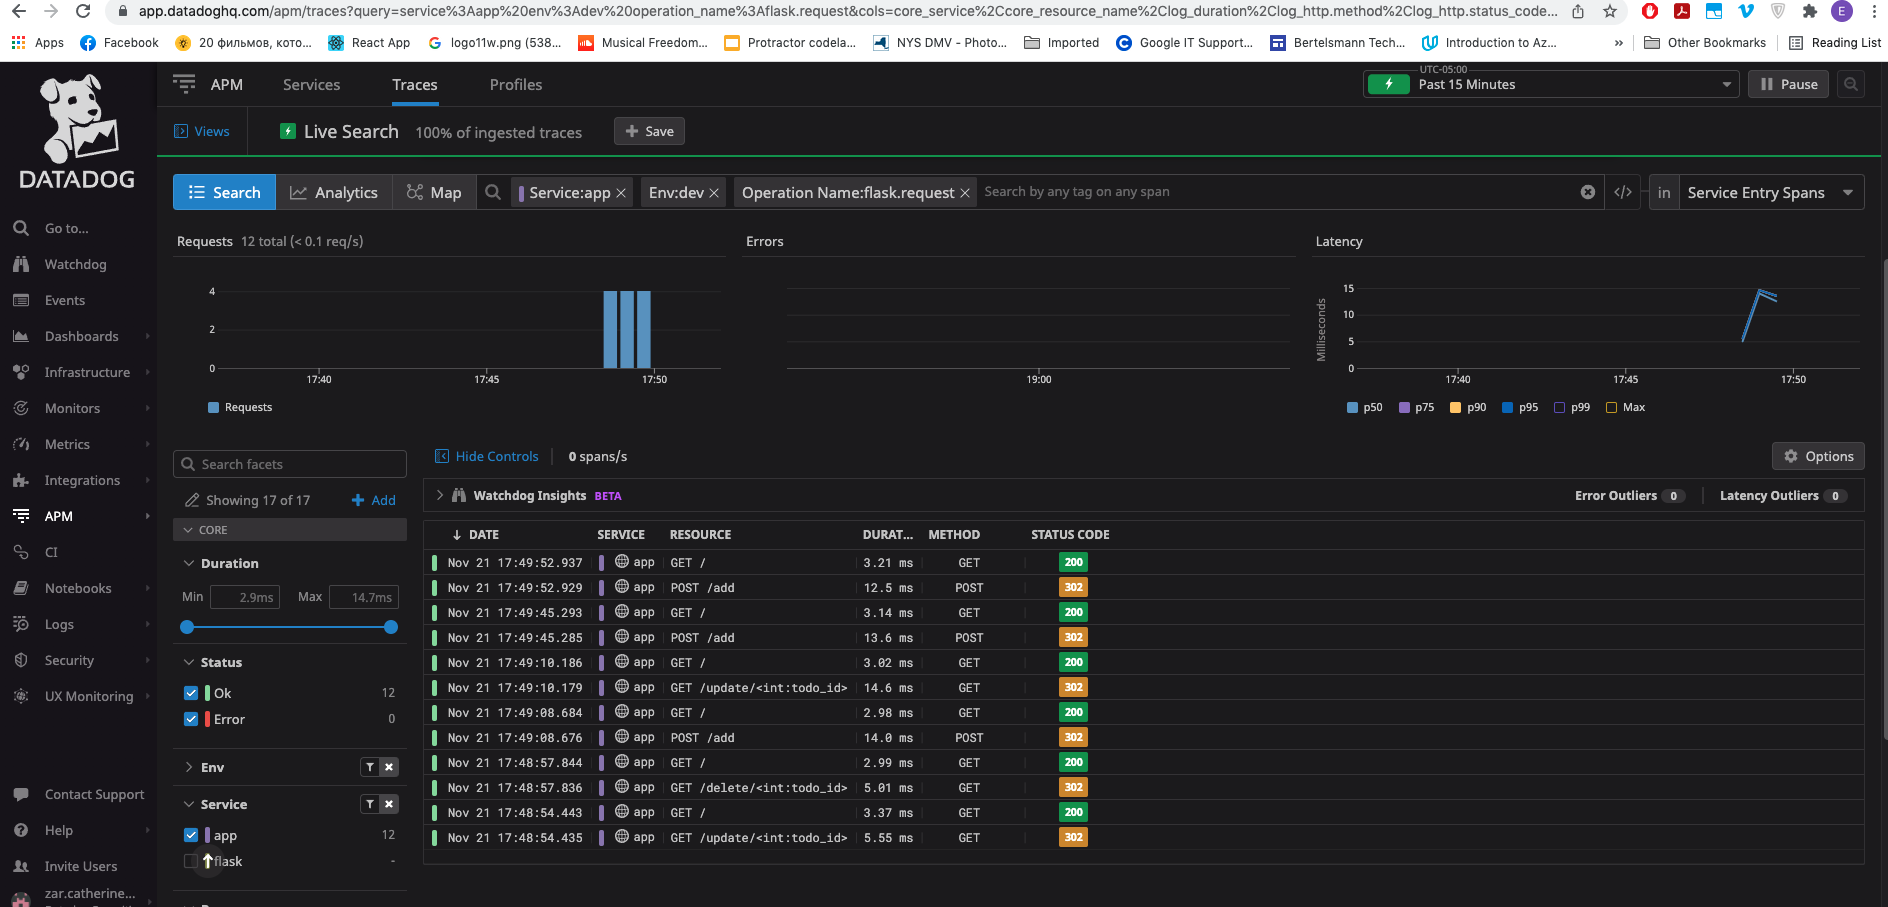 app.datadoghq.com/apm/traces?query=service%3Aapp%20env%3Adev%20operation_name%3Aflask.request&cols=core_service%2Ccore_resource_name%2Clog_duration%2Clog_http.method%2Clog_http.status_code...
E
Apps
Facebook
20 фильмов, кото...
React App
logo11w.png (538...
Musical Freedom...
Protractor codela...
NYS DMV - Photo...
Imported
Google IT Support...
Bertelsmann Tech...
Introduction to Az...
»
Other Bookmarks
Reading List
DATADOG
Go to...
Watchdog
Events
Dashboards
Infrastructure
Monitors
Metrics
Integrations
APM
CI
Notebooks
Logs
Security
UX Monitoring
Contact Support
Help
Invite Users
zar.catherine...
APM
Services
Traces
Profiles
UTC-05:00
Past 15 Minutes
Pause
Views
Live Search
100% of ingested traces
+ Save
Search
Analytics
Map
Service:app ×
Env:dev ×
Operation Name:flask.request ×
Search by any tag on any span
</>
in
Service Entry Spans
Requests 12 total (< 0.1 req/s)
4
2
0
17:40
17:45
17:50
Requests
Errors
19:00
Latency
Milliseconds
15
10
5
0
17:40
17:45
17:50
p50
p75
p90
p95
p99
Max
Search facets
Showing 17 of 17
+ Add
CORE
Duration
Min 2.9ms Max 14.7ms
Status
Ok 12
Error 0
Env
Service
app 12
flask -
Hide Controls
0 spans/s
Options
Watchdog Insights BETA
Error Outliers 0
Latency Outliers 0
↓ DATE SERVICE RESOURCE DURAT... METHOD STATUS CODE
Nov 21 17:49:52.937 app GET / 3.21 ms GET 200
Nov 21 17:49:52.929 app POST /add 12.5 ms POST 302
Nov 21 17:49:45.293 app GET / 3.14 ms GET 200
Nov 21 17:49:45.285 app POST /add 13.6 ms POST 302
Nov 21 17:49:10.186 app GET / 3.02 ms GET 200
Nov 21 17:49:10.179 app GET /update/<int:todo_id> 14.6 ms GET 302
Nov 21 17:49:08.684 app GET / 2.98 ms GET 200
Nov 21 17:49:08.676 app POST /add 14.0 ms POST 302
Nov 21 17:48:57.844 app GET / 2.99 ms GET 200
Nov 21 17:48:57.836 app GET /delete/<int:todo_id> 5.01 ms GET 302
Nov 21 17:48:54.443 app GET / 3.37 ms GET 200
Nov 21 17:48:54.435 app GET /update/<int:todo_id> 5.55 ms GET 302